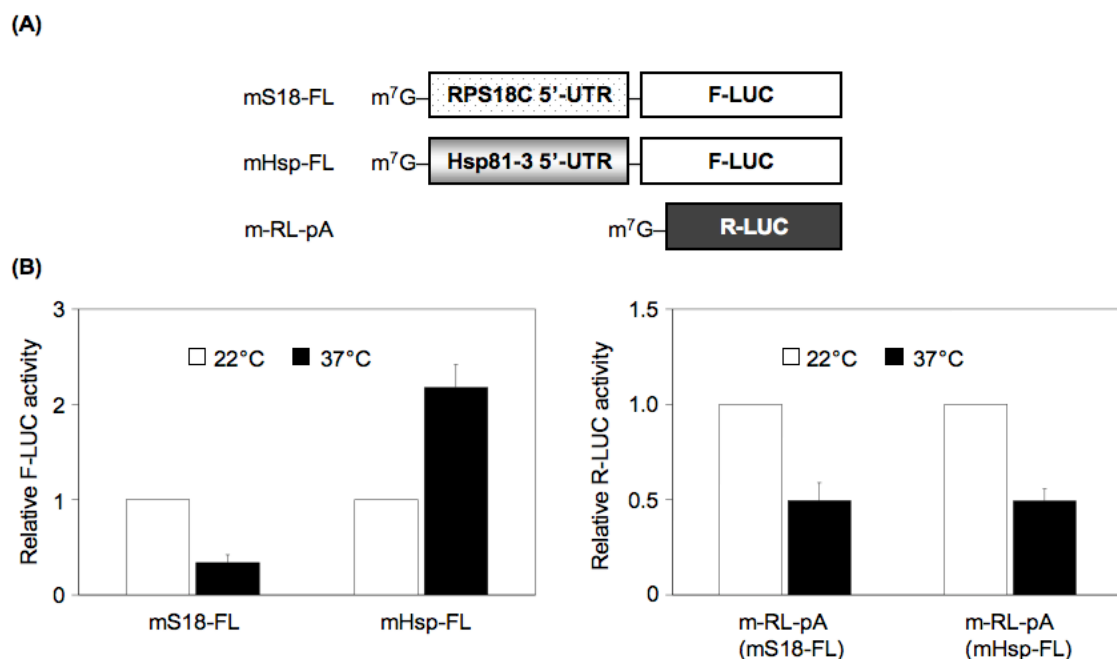 (A)
mS18-FL m⁷G RPS18C 5’-UTR F-LUC
mHsp-FL m⁷G Hsp81-3 5’-UTR F-LUC
m-RL-pA m⁷G R-LUC
(B)
Relative F-LUC activity
3
2
1
0
22°C 37°C
mS18-FL mHsp-FL
Relative R-LUC activity
1.5
1.0
0.5
0
22°C 37°C
m-RL-pA m-RL-pA
(mS18-FL) (mHsp-FL)